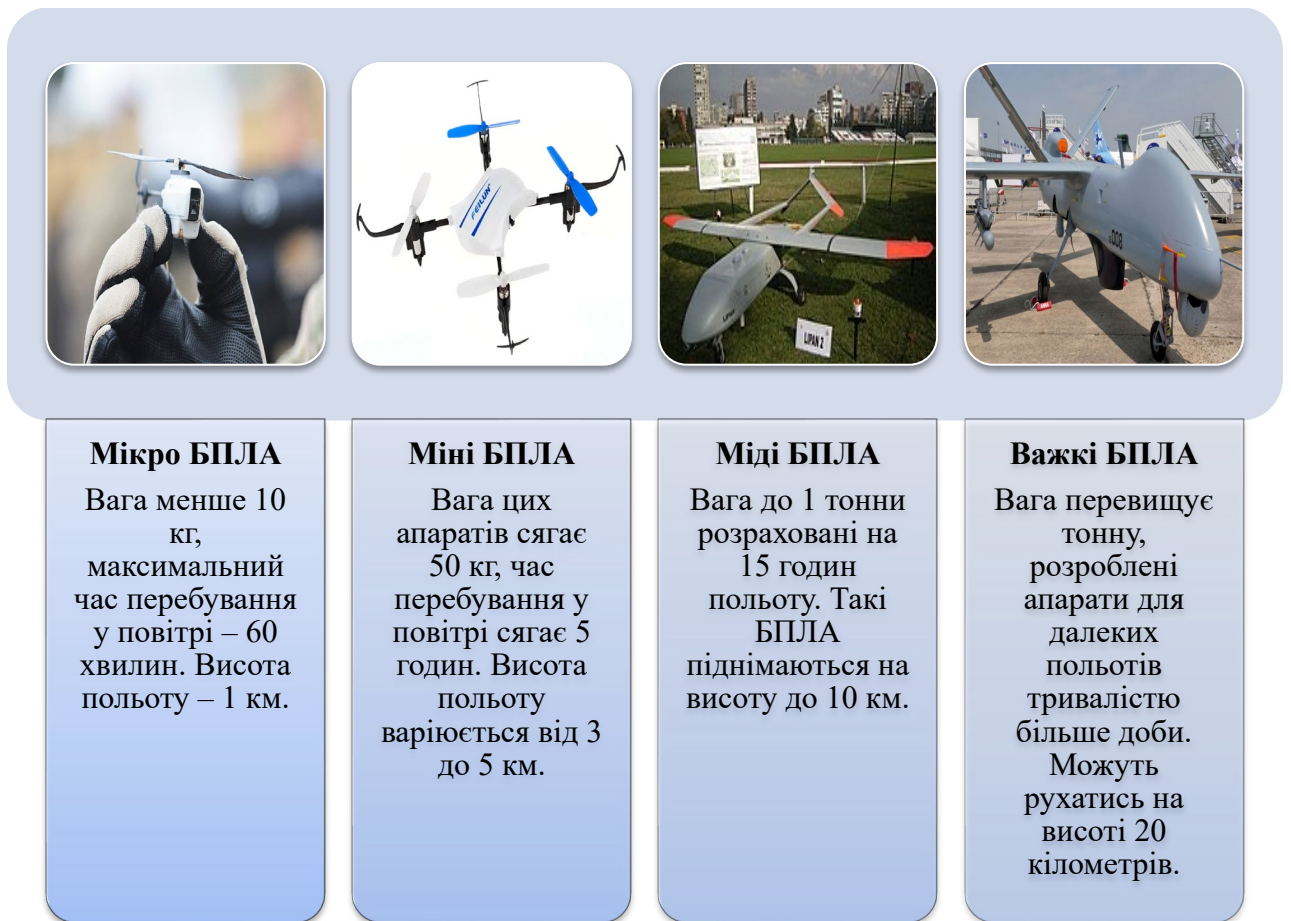 FEILUN
LIPAN 2
008
Мікро БПЛА
Вага менше 10
кг,
максимальний
час перебування
у повітрі – 60
хвилин. Висота
польоту – 1 км.
Міні БПЛА
Вага цих
апаратів сягає
50 кг, час
перебування у
повітрі сягає 5
годин. Висота
польоту
варіюється від 3
до 5 км.
Міді БПЛА
Вага до 1 тонни
розраховані на
15 годин
польоту. Такі
БПЛА
піднімаються на
висоту до 10 км.
Важкі БПЛА
Вага перевищує
тонну,
розроблені
апарати для
далеких
польотів
тривалістю
більше доби.
Можуть
рухатись на
висоті 20
кілометрів.